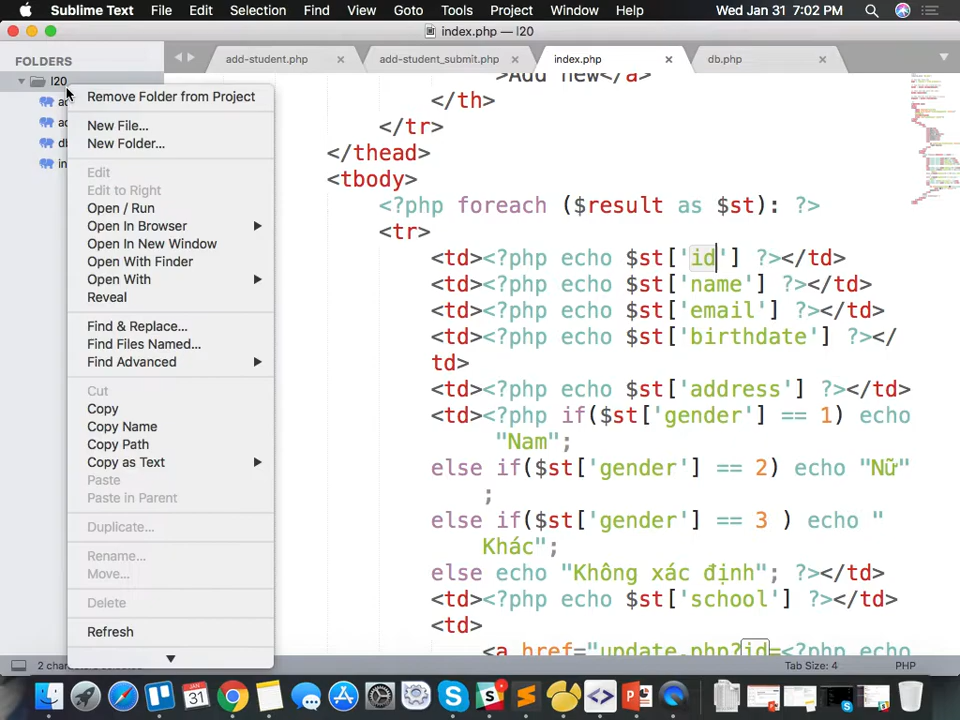 Sublime Text File Edit Selection Find View Goto Tools Project Window Help Wed Jan 31 7:02 PM
index.php — l20
FOLDERS
add-student.php
add-student_submit.php
index.php
db.php
l20
Remove Folder from Project
New File...
New Folder...
Edit
Edit to Right
Open / Run
Open In Browser
Open In New Window
Open With Finder
Open With
Reveal
Find & Replace...
Find Files Named...
Find Advanced
Cut
Copy
Copy Name
Copy Path
Copy as Text
Paste
Paste in Parent
Duplicate...
Rename...
Move...
Delete
Refresh
>Add new</a>
</th>
</tr>
</thead>
<tbody>
<?php foreach ($result as $st): ?>
<tr>
<td><?php echo $st['id'] ?></td>
<td><?php echo $st['name'] ?></td>
<td><?php echo $st['email'] ?></td>
<td><?php echo $st['birthdate'] ?></
td>
<td><?php echo $st['address'] ?></td>
<td><?php if($st['gender'] == 1) echo
"Nam";
else if($st['gender'] == 2) echo "Nữ"
;
else if($st['gender'] == 3 ) echo "
Khác";
else echo "Không xác định"; ?></td>
<td><?php echo $st['school'] ?></td>
<td>
<a href="update.php?id=<?php echo
Tab Size: 4
PHP